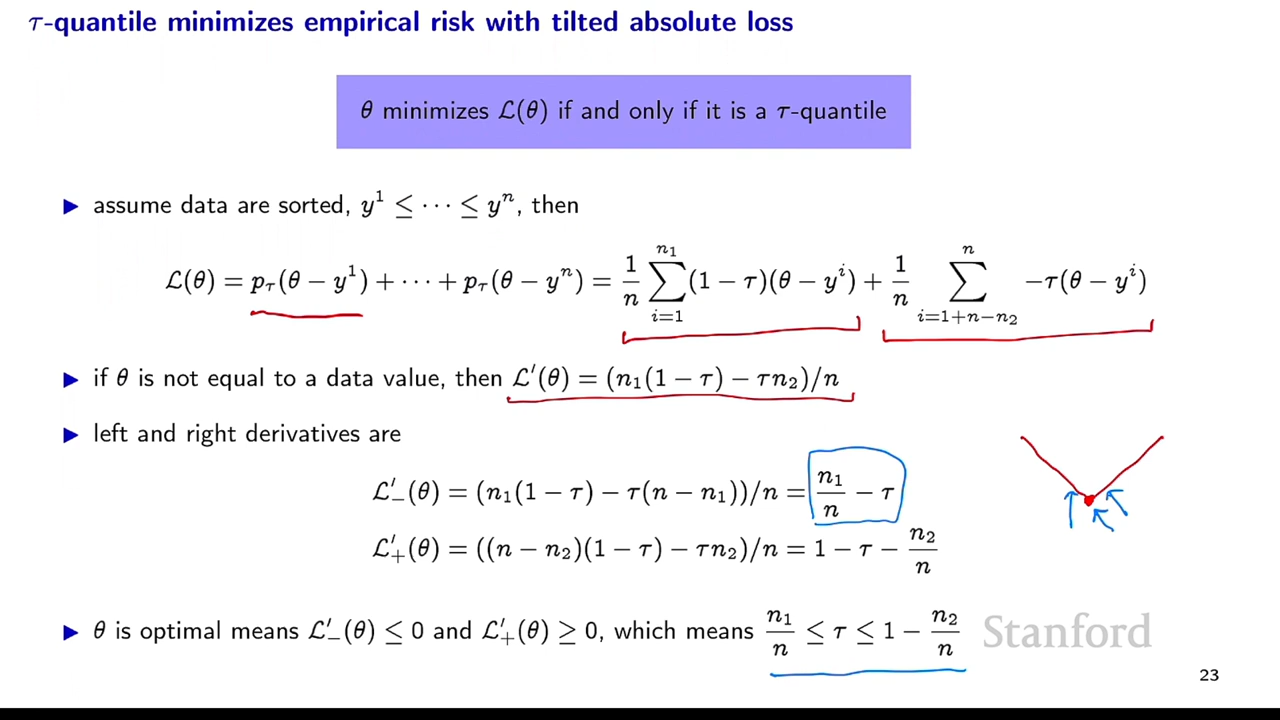 τ-quantile minimizes empirical risk with tilted absolute loss
θ minimizes ℒ(θ) if and only if it is a τ-quantile
▶ assume data are sorted, y¹ ≤ ⋯ ≤ yⁿ, then
ℒ(θ) = p_τ(θ − y¹) + ⋯ + p_τ(θ − yⁿ) = 1/n ∑_{i=1}^{n₁} (1 − τ)(θ − yⁱ) + 1/n ∑_{i=1+n−n₂}^{n} −τ(θ − yⁱ)
▶ if θ is not equal to a data value, then ℒ′(θ) = (n₁(1 − τ) − τn₂)/n
▶ left and right derivatives are
ℒ′₋(θ) = (n₁(1 − τ) − τ(n − n₁))/n = n₁/n − τ
ℒ′₊(θ) = ((n − n₂)(1 − τ) − τn₂)/n = 1 − τ − n₂/n
▶ θ is optimal means ℒ′₋(θ) ≤ 0 and ℒ′₊(θ) ≥ 0, which means n₁/n ≤ τ ≤ 1 − n₂/n
Stanford
23